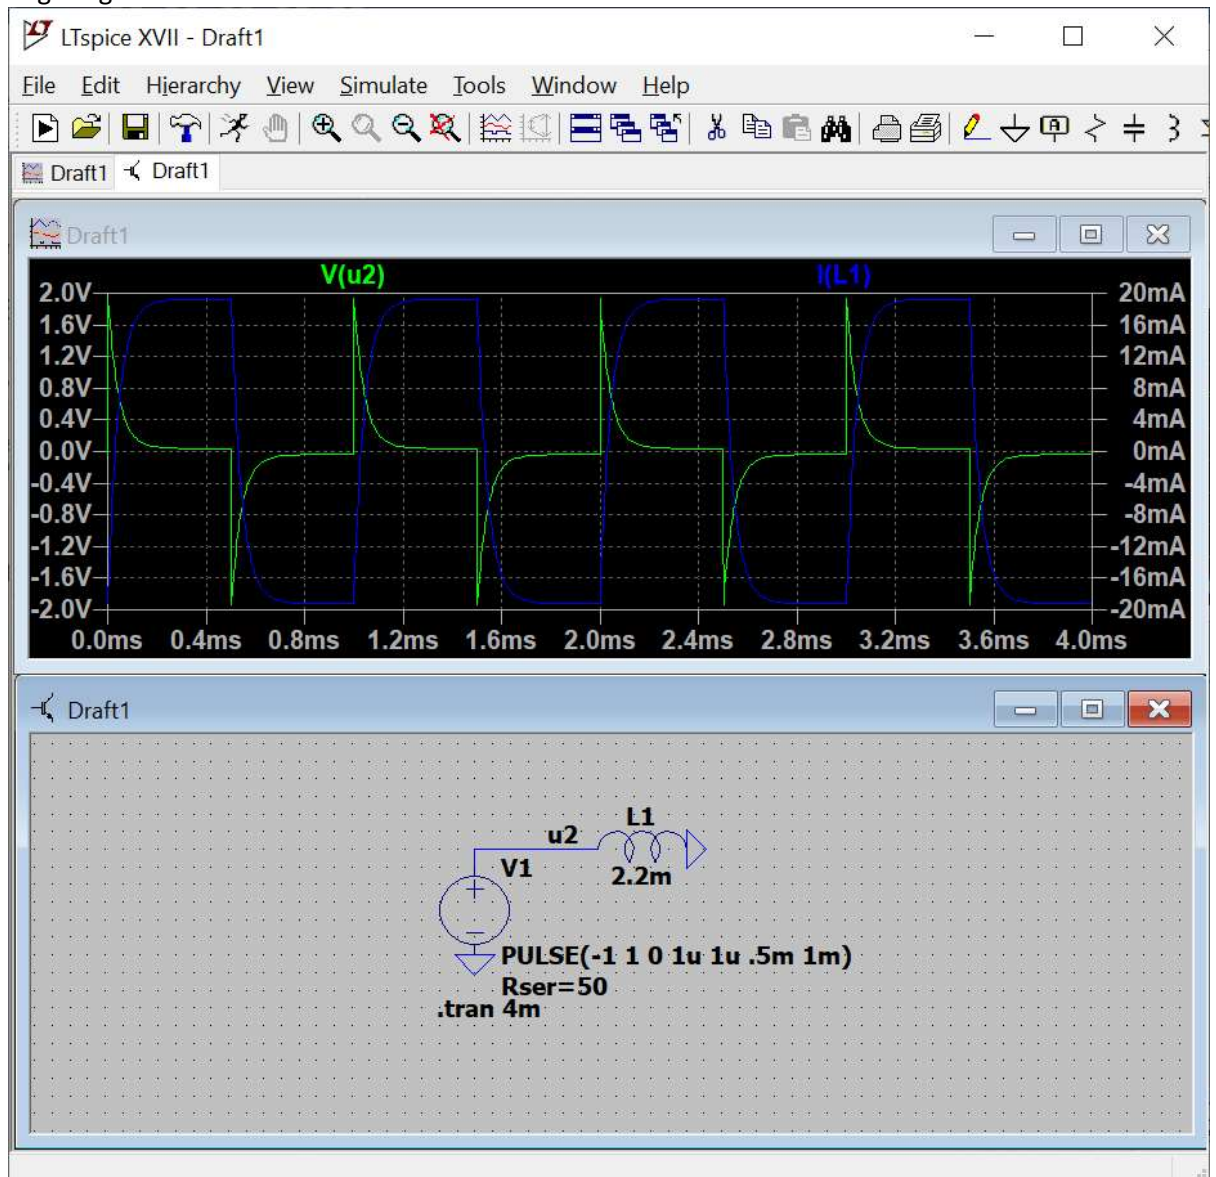 LTspice XVII - Draft1
File Edit Hierarchy View Simulate Tools Window Help
Draft1 Draft1
Draft1
V(u2) I(L1)
2.0V 20mA
1.6V 16mA
1.2V 12mA
0.8V 8mA
0.4V 4mA
0.0V 0mA
-0.4V -4mA
-0.8V -8mA
-1.2V -12mA
-1.6V -16mA
-2.0V -20mA
0.0ms 0.4ms 0.8ms 1.2ms 1.6ms 2.0ms 2.4ms 2.8ms 3.2ms 3.6ms 4.0ms
Draft1
L1
u2
V1
2.2m
PULSE(-1 1 0 1u 1u .5m 1m)
Rser=50
.tran 4m